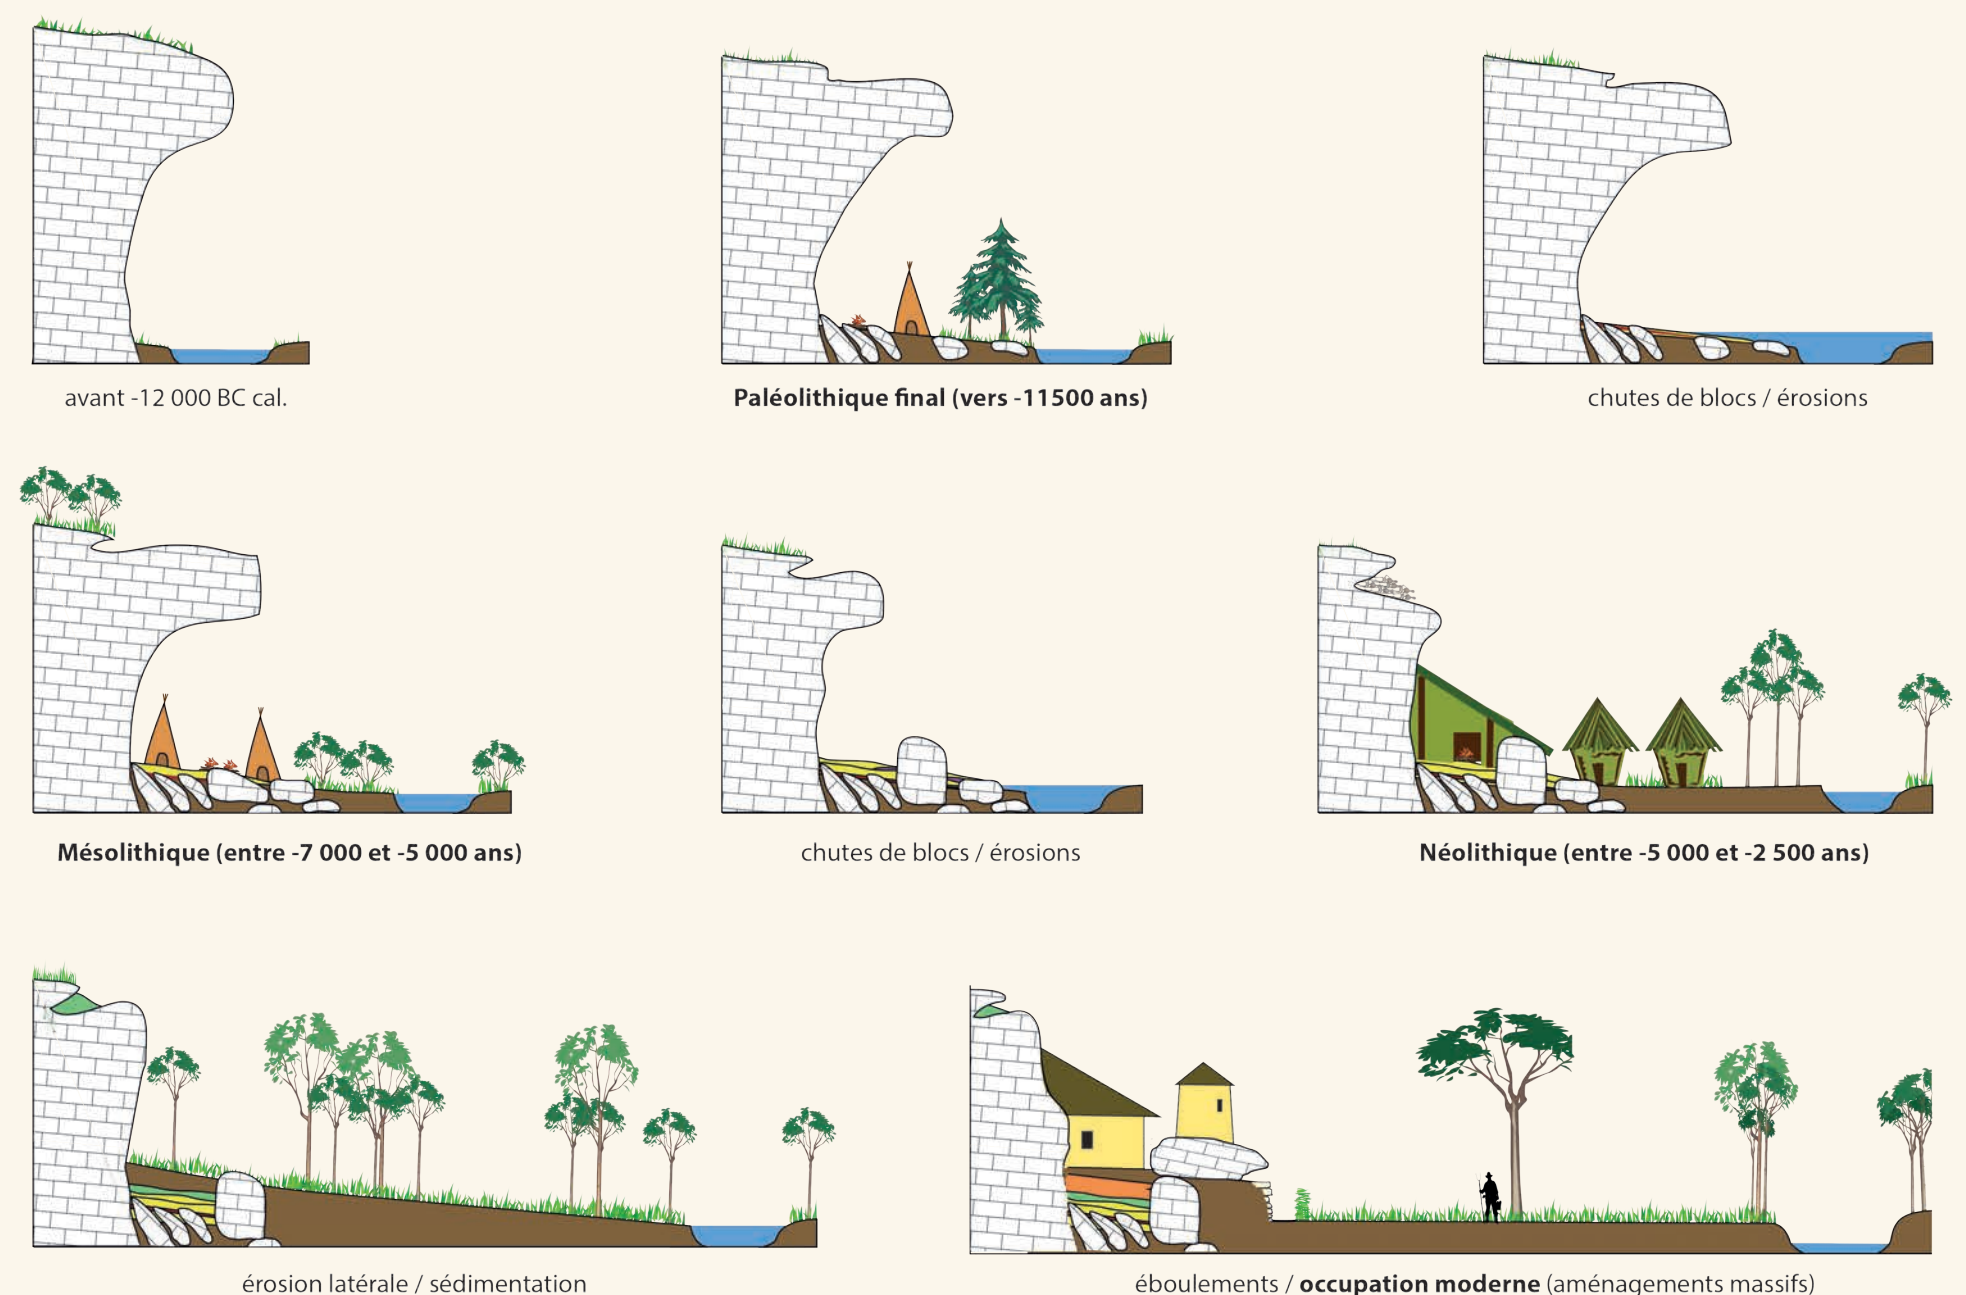 avant -12 000 BC cal.
Paléolithique final (vers -11500 ans)
chutes de blocs / érosions
Mésolithique (entre -7 000 et -5 000 ans)
chutes de blocs / érosions
Néolithique (entre -5 000 et -2 500 ans)
érosion latérale / sédimentation
éboulements / occupation moderne (aménagements massifs)